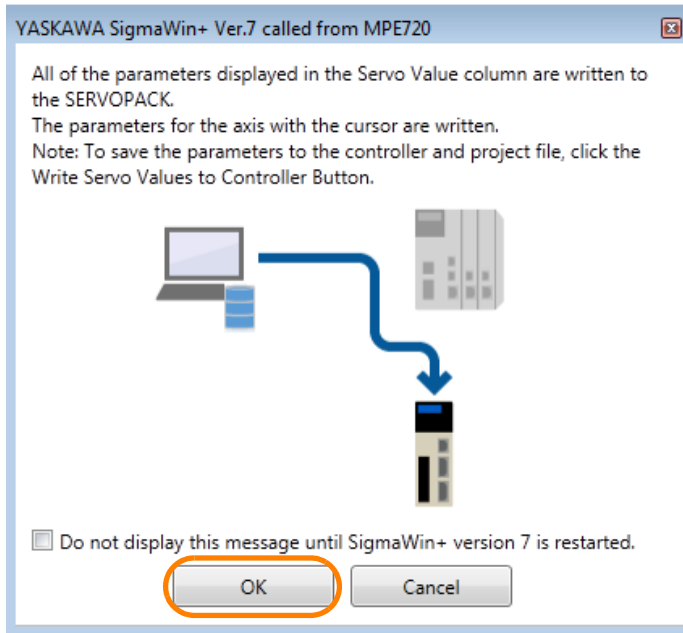 YASKAWA SigmaWin+ Ver.7 called from MPE720
All of the parameters displayed in the Servo Value column are written to
the SERVOPACK.
The parameters for the axis with the cursor are written.
Note: To save the parameters to the controller and project file, click the
Write Servo Values to Controller Button.
Do not display this message until SigmaWin+ version 7 is restarted.
OK
Cancel